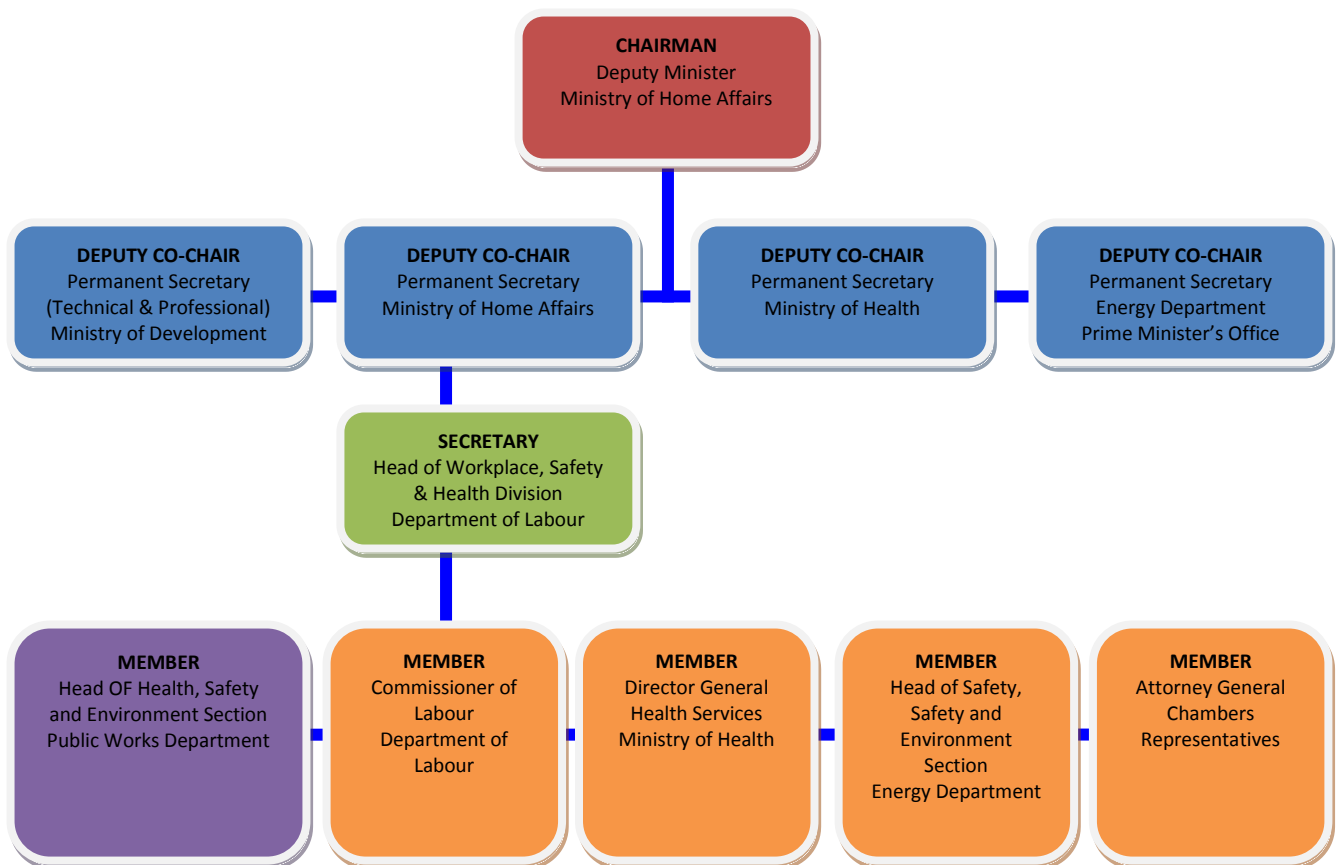 CHAIRMAN
Deputy Minister
Ministry of Home Affairs
DEPUTY CO-CHAIR
Permanent Secretary
(Technical & Professional)
Ministry of Development
DEPUTY CO-CHAIR
Permanent Secretary
Ministry of Home Affairs
DEPUTY CO-CHAIR
Permanent Secretary
Ministry of Health
DEPUTY CO-CHAIR
Permanent Secretary
Energy Department
Prime Minister’s Office
SECRETARY
Head of Workplace, Safety
& Health Division
Department of Labour
MEMBER
Head OF Health, Safety
and Environment Section
Public Works Department
MEMBER
Commissioner of
Labour
Department of
Labour
MEMBER
Director General
Health Services
Ministry of Health
MEMBER
Head of Safety,
Safety and
Environment
Section
Energy Department
MEMBER
Attorney General
Chambers
Representatives